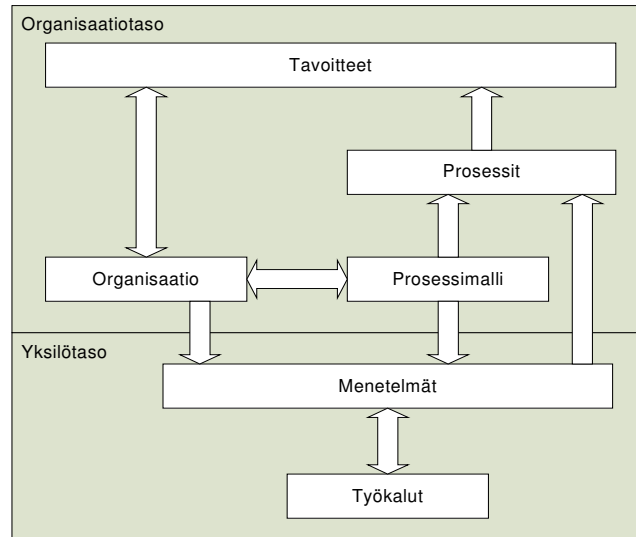 Organisaatiotaso
Tavoitteet
Prosessit
Organisaatio
Prosessimalli
Yksilötaso
Menetelmät
Työkalut